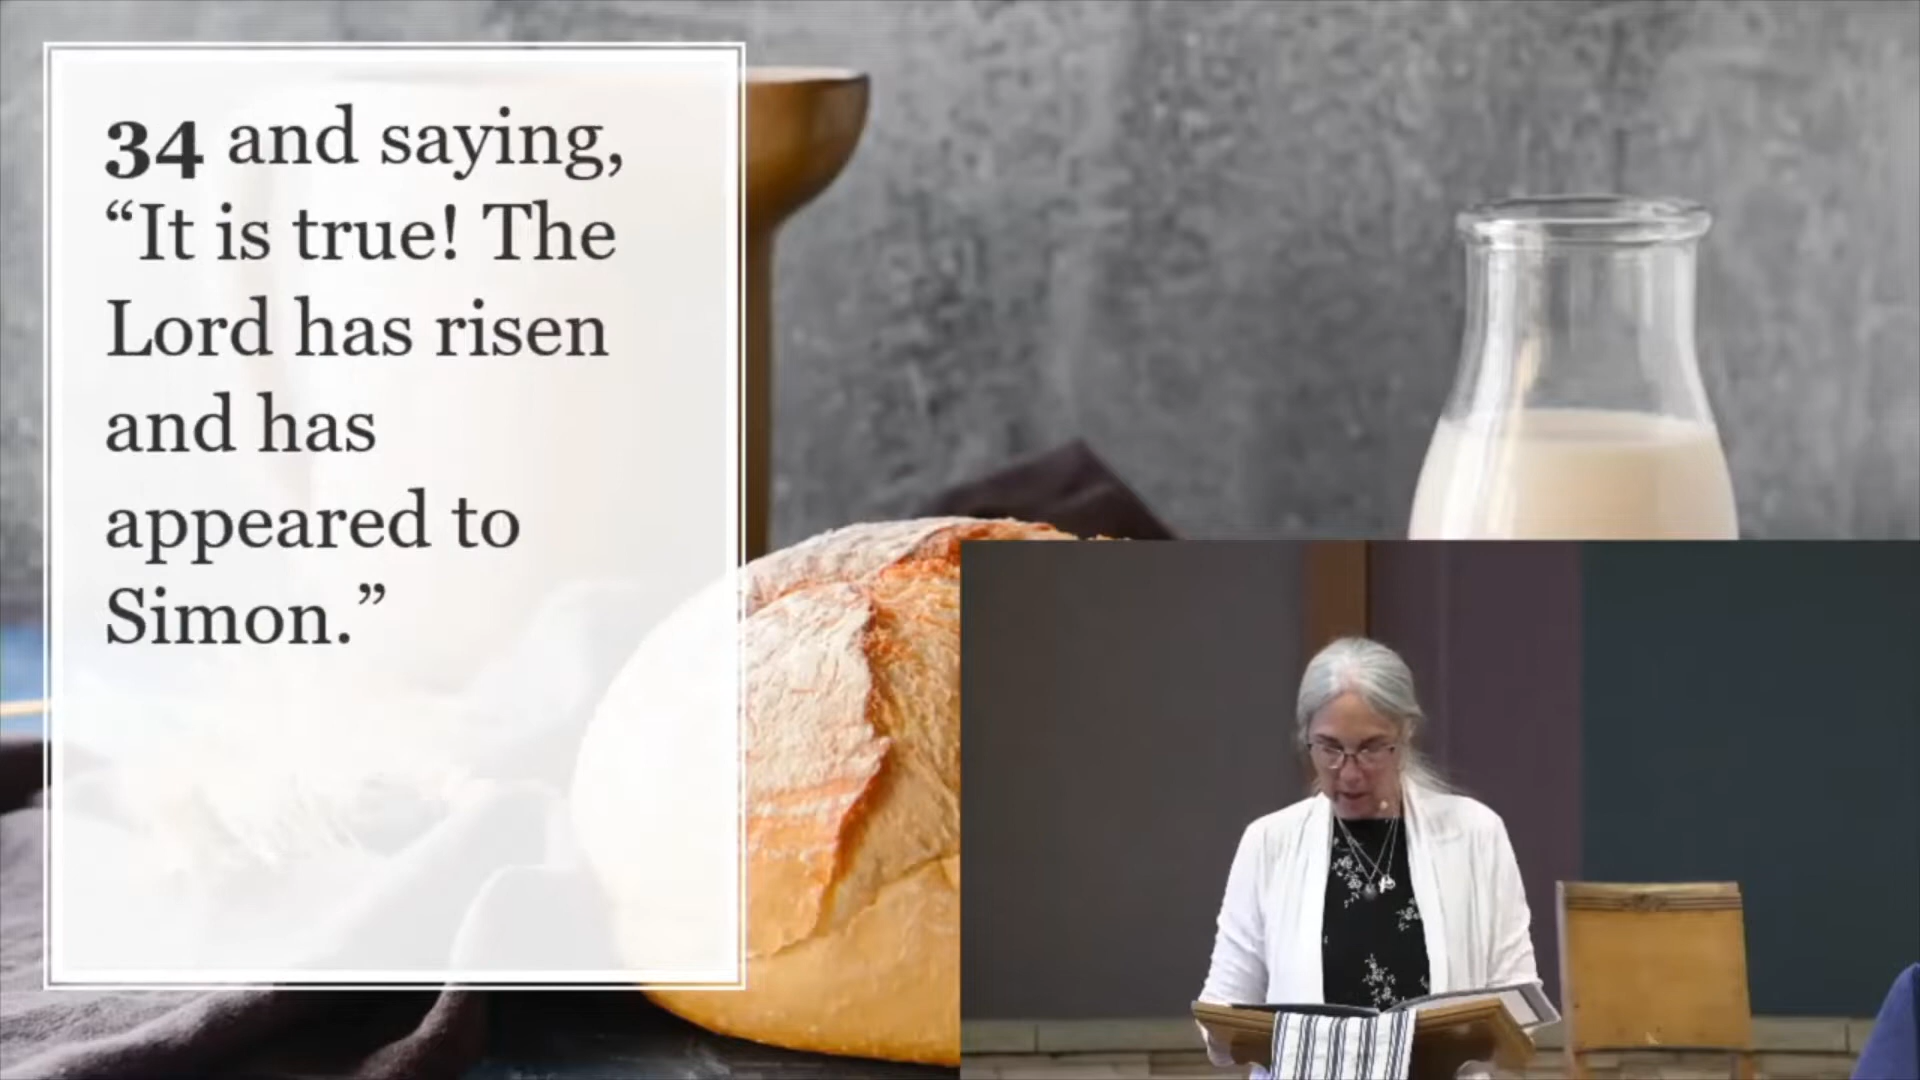 34 and saying,
“It is true! The
Lord has risen
and has
appeared to
Simon.”